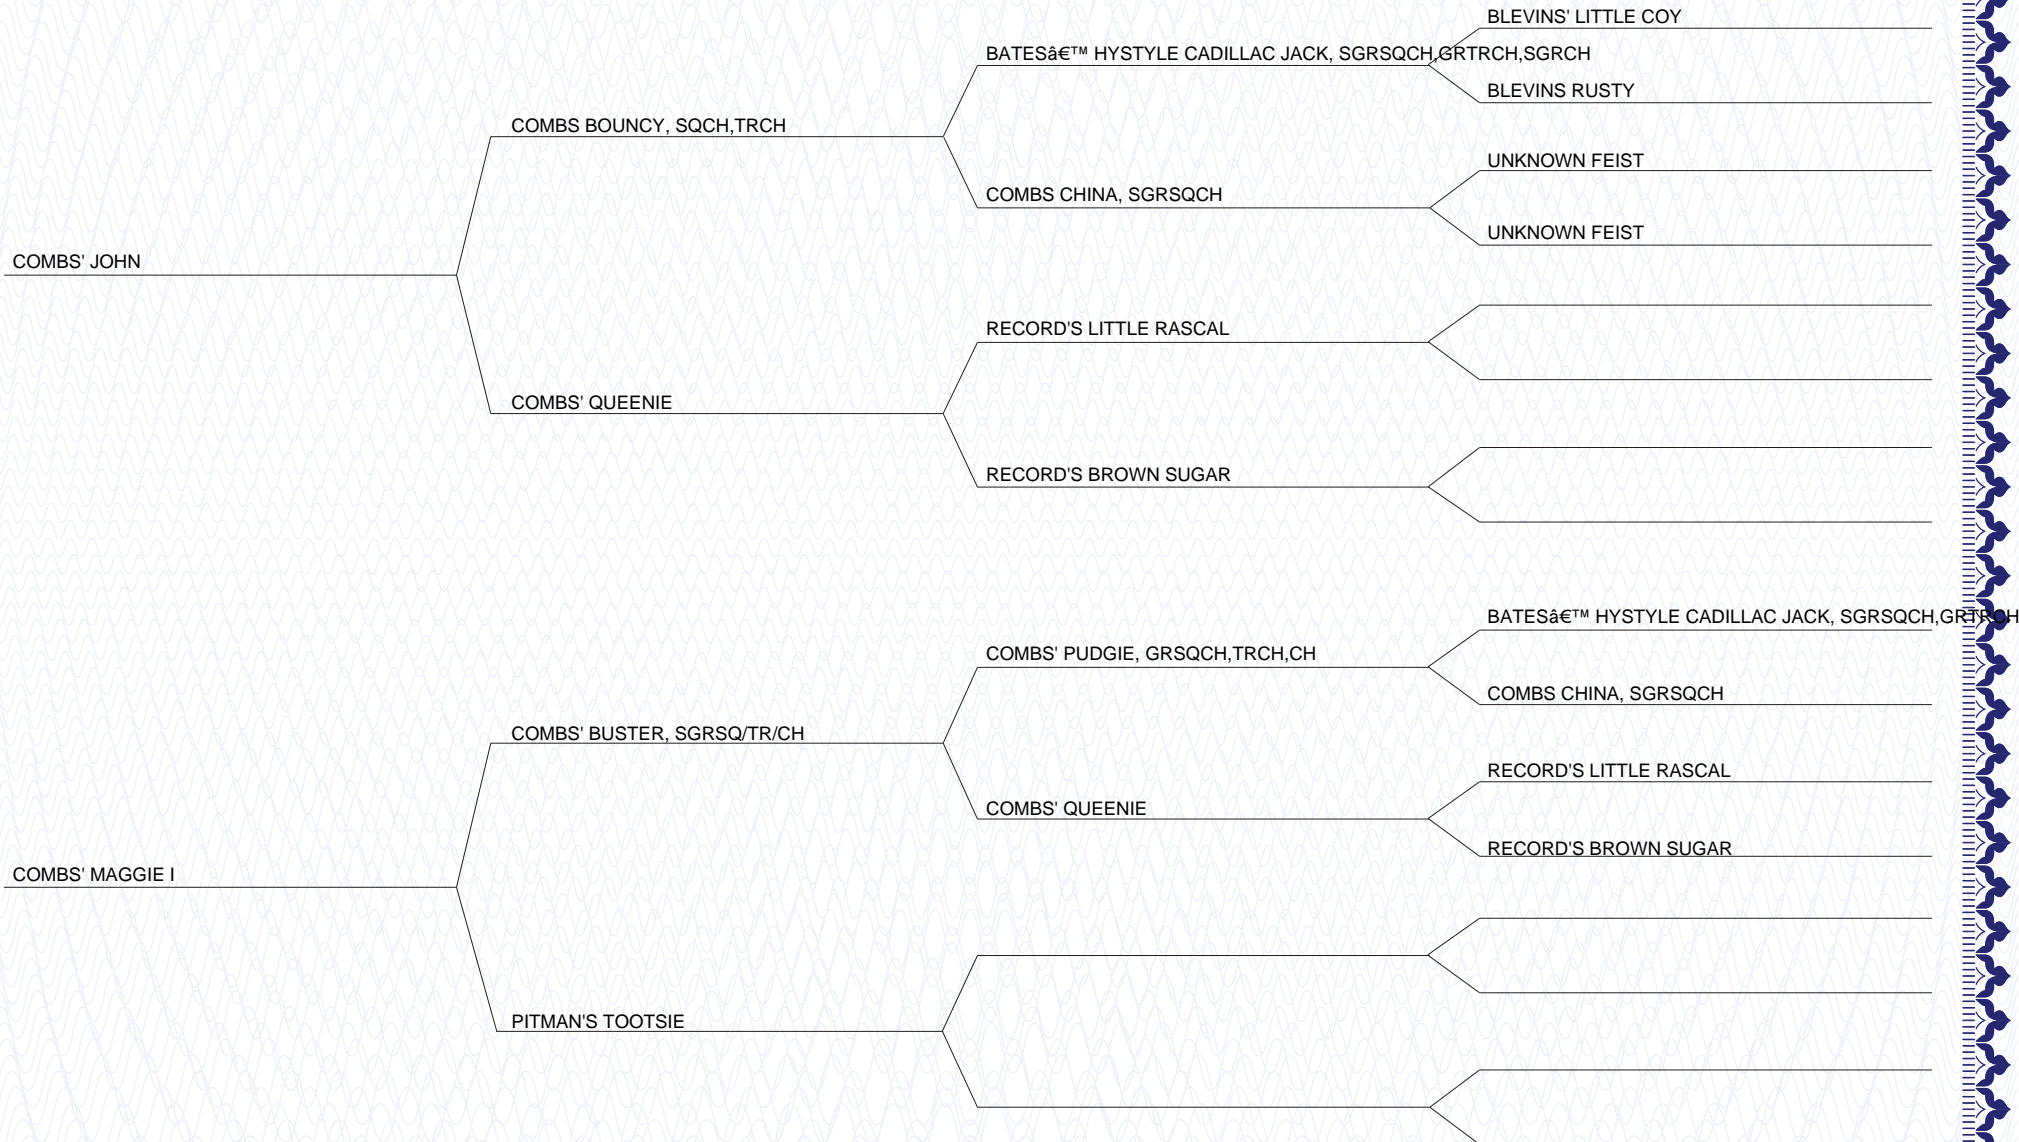 BLEVINS' LITTLE COY
BATESâ€™ HYSTYLE CADILLAC JACK, SGRSQCH,GRTRCH,SGRCH
BLEVINS RUSTY
COMBS BOUNCY, SQCH,TRCH
UNKNOWN FEIST
COMBS CHINA, SGRSQCH
UNKNOWN FEIST
COMBS' JOHN
RECORD'S LITTLE RASCAL
COMBS' QUEENIE
RECORD'S BROWN SUGAR
BATESâ€™ HYSTYLE CADILLAC JACK, SGRSQCH,GRTRCH
COMBS' PUDGIE, GRSQCH,TRCH,CH
COMBS CHINA, SGRSQCH
COMBS' BUSTER, SGRSQ/TR/CH
RECORD'S LITTLE RASCAL
COMBS' QUEENIE
RECORD'S BROWN SUGAR
COMBS' MAGGIE I
PITMAN'S TOOTSIE